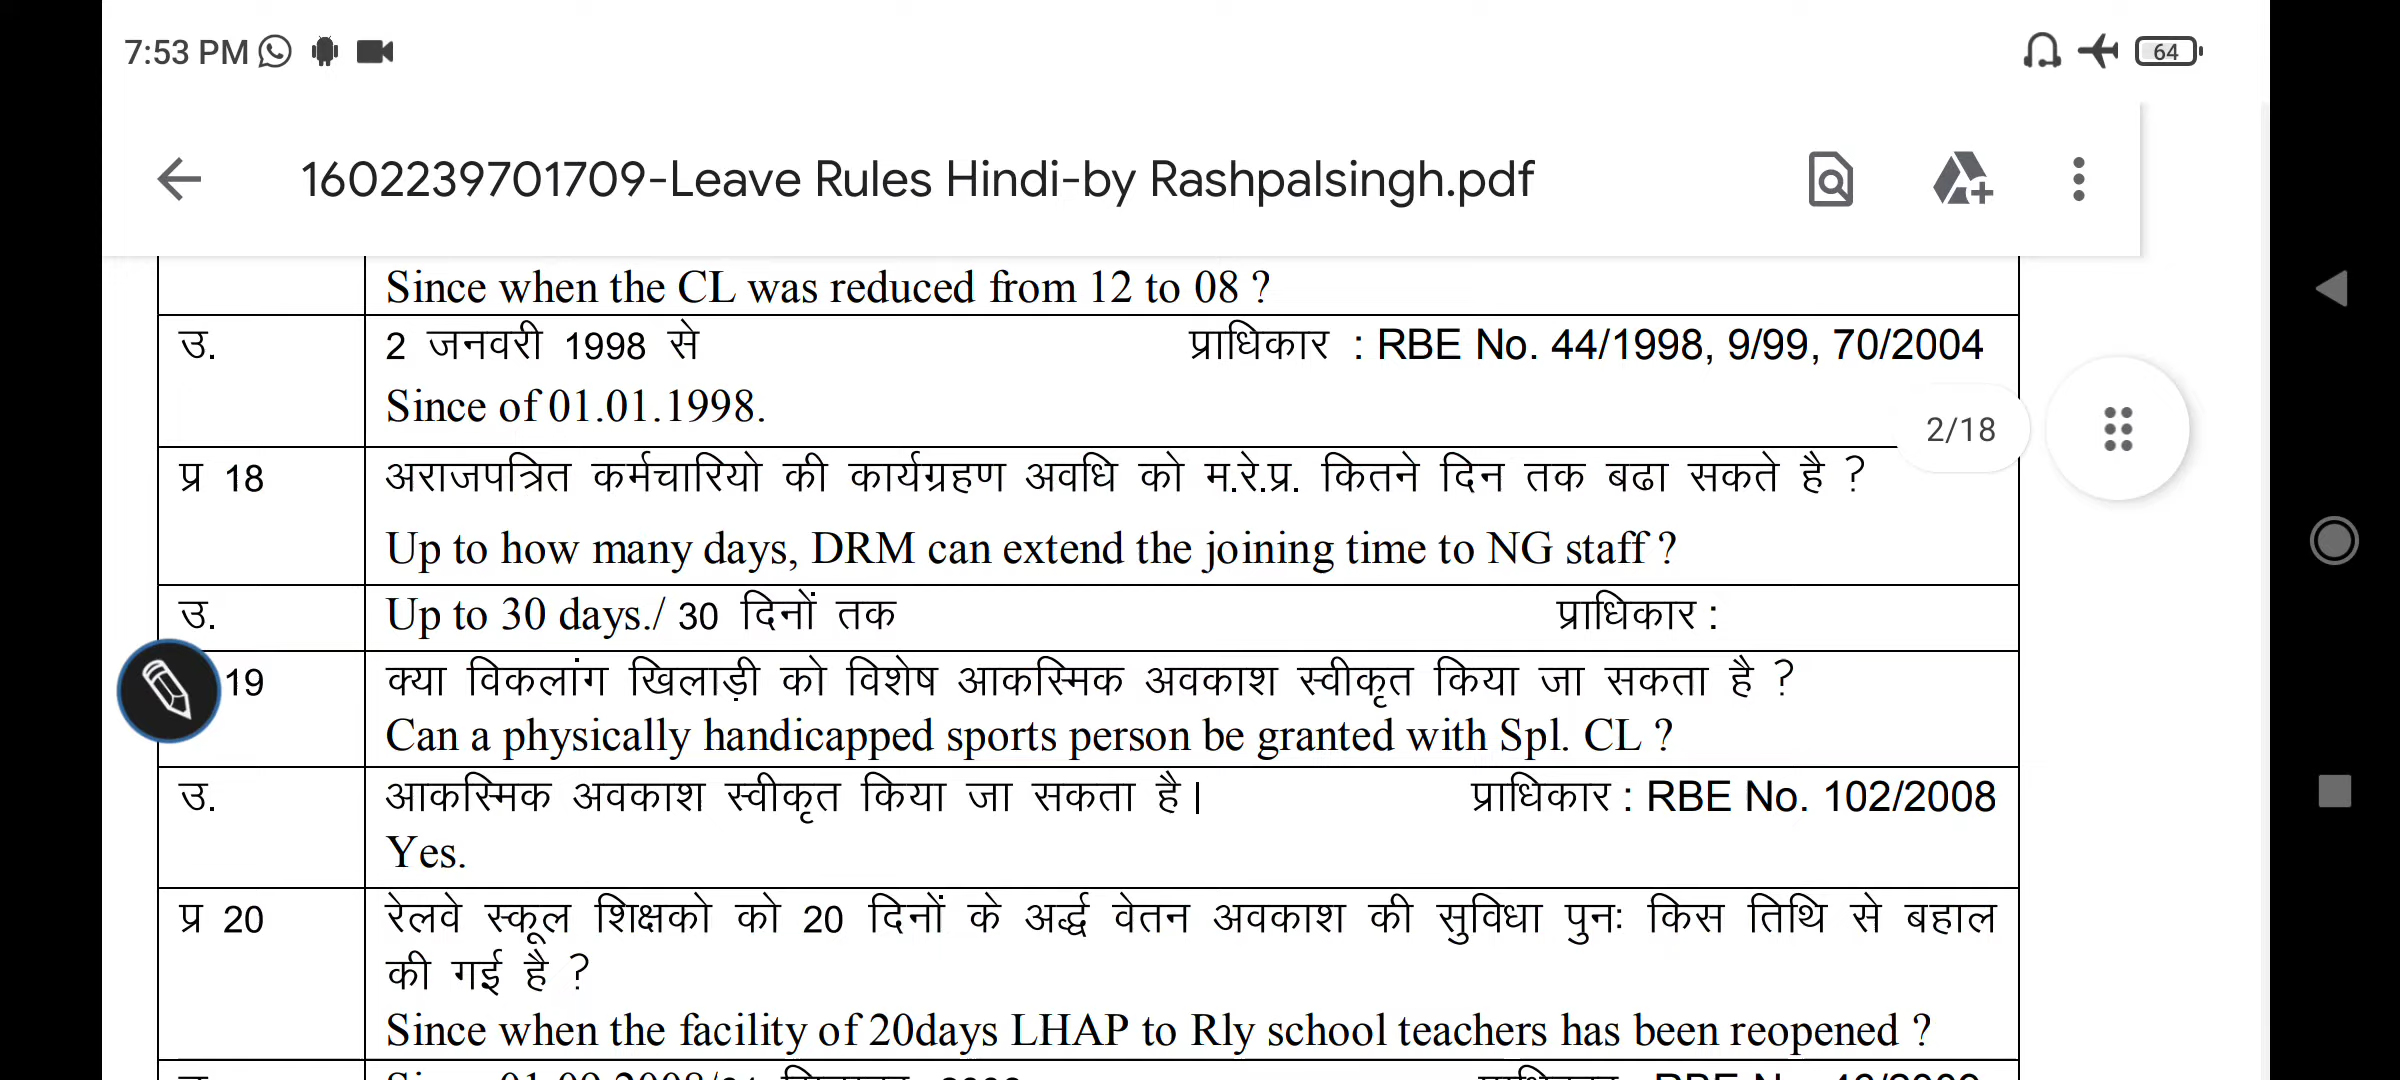 7:53 PM
64
1602239701709-Leave Rules Hindi-by Rashpalsingh.pdf
Since when the CL was reduced from 12 to 08 ?
उ. 2 जनवरी 1998 से प्राधिकार : RBE No. 44/1998, 9/99, 70/2004
Since of 01.01.1998.
2/18
प्र 18 अराजपत्रित कर्मचारियो की कार्यग्रहण अवधि को म.रे.प्र. कितने दिन तक बढा सकते है ?
Up to how many days, DRM can extend the joining time to NG staff ?
उ. Up to 30 days./ 30 दिनों तक प्राधिकार :
19 क्या विकलांग खिलाड़ी को विशेष आकस्मिक अवकाश स्वीकृत किया जा सकता है ?
Can a physically handicapped sports person be granted with Spl. CL ?
उ. आकस्मिक अवकाश स्वीकृत किया जा सकता है। प्राधिकार : RBE No. 102/2008
Yes.
प्र 20 रेलवे स्कूल शिक्षको को 20 दिनों के अर्द्ध वेतन अवकाश की सुविधा पुनः किस तिथि से बहाल
की गई है ?
Since when the facility of 20days LHAP to Rly school teachers has been reopened ?